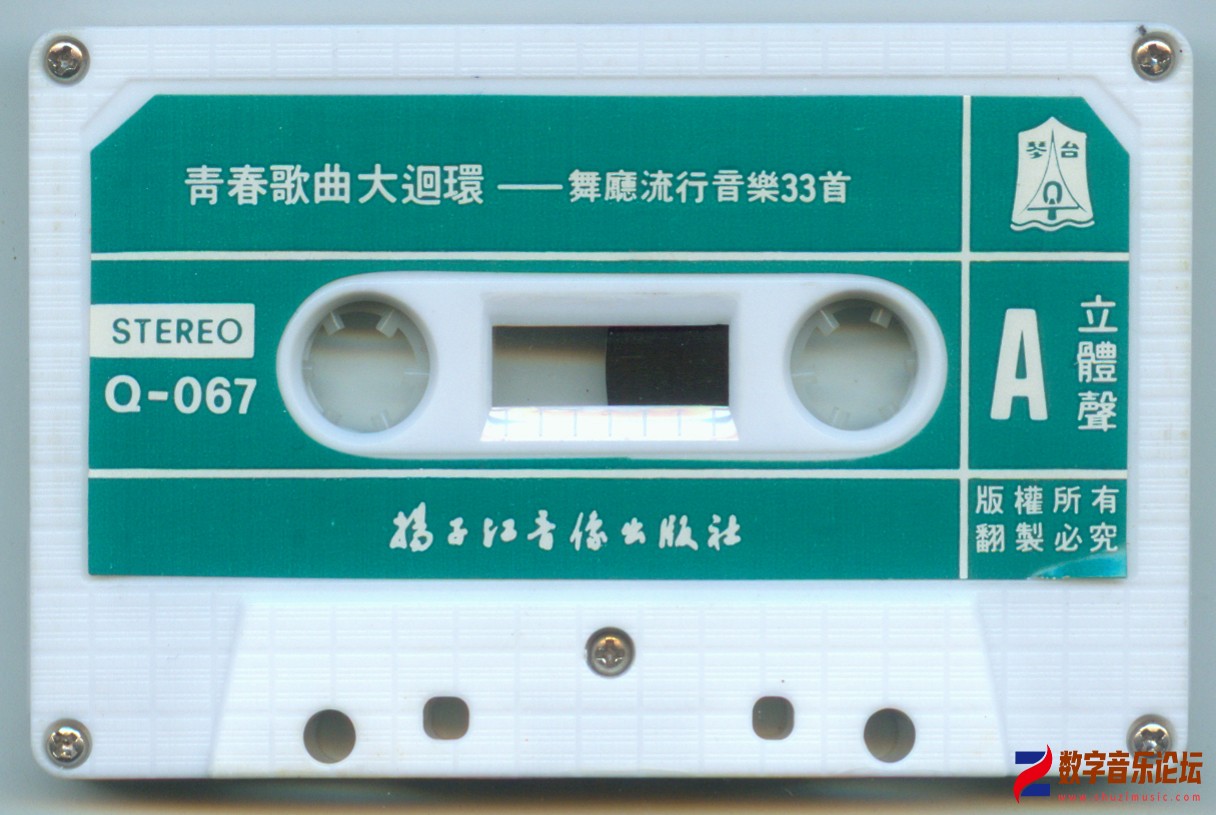 青春歌曲大迴環——舞廳流行音樂33首
琴台
Q
STEREO
Q-067
A
立體聲
揚子江音像出版社
版權所有
翻製必究
数字音乐论坛
www.shuzimusic.com